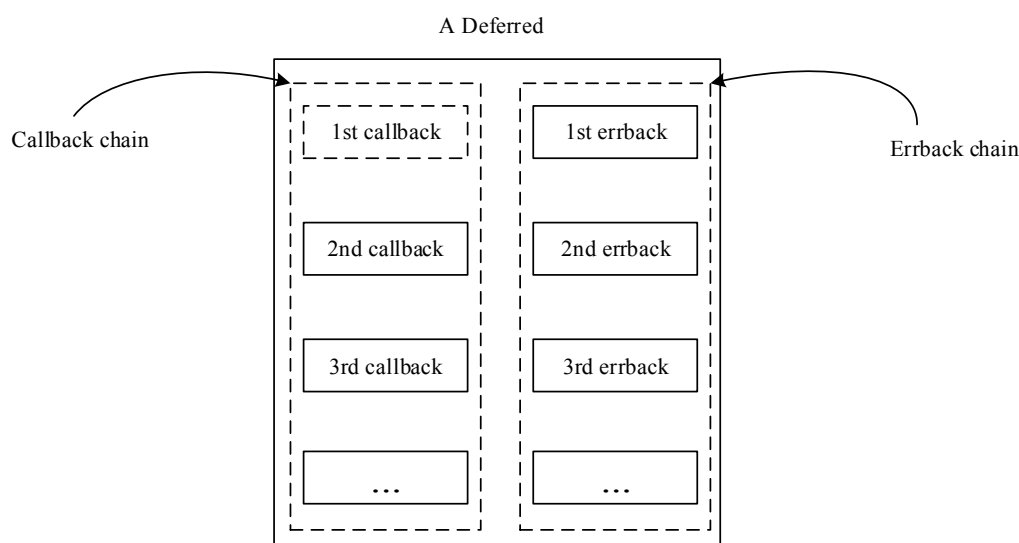 A Deferred
Callback chain
Errback chain
1st callback
1st errback
2nd callback
2nd errback
3rd callback
3rd errback
...
...